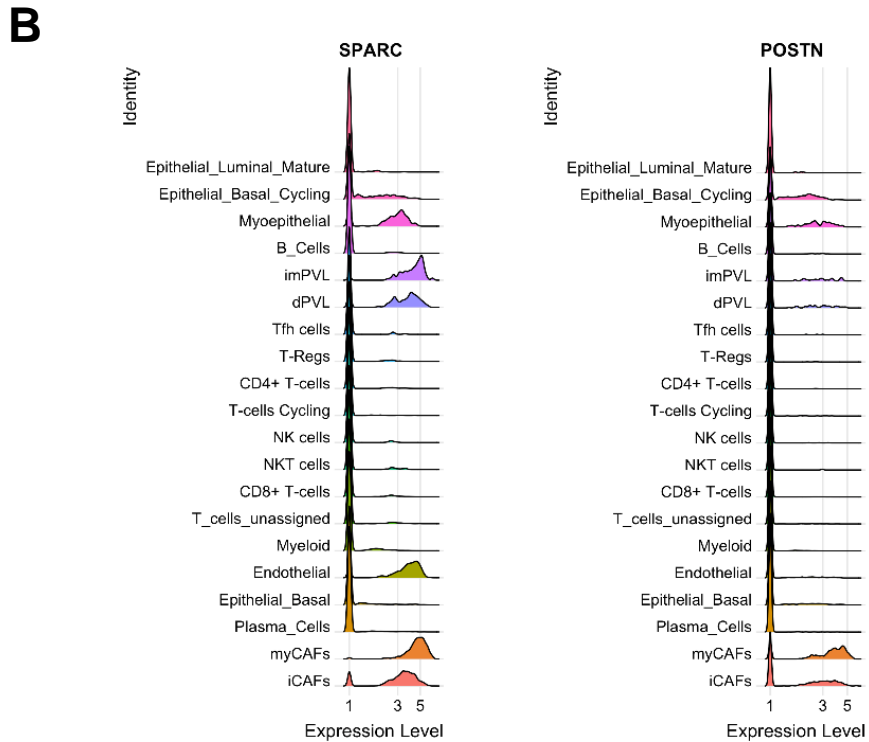 B
SPARC
Identity
Epithelial_Luminal_Mature
Epithelial_Basal_Cycling
Myoepithelial
B_Cells
imPVL
dPVL
Tfh cells
T-Regs
CD4+ T-cells
T-cells Cycling
NK cells
NKT cells
CD8+ T-cells
T_cells_unassigned
Myeloid
Endothelial
Epithelial_Basal
Plasma_Cells
myCAFs
iCAFs
1 3 5
Expression Level
POSTN
Identity
Epithelial_Luminal_Mature
Epithelial_Basal_Cycling
Myoepithelial
B_Cells
imPVL
dPVL
Tfh cells
T-Regs
CD4+ T-cells
T-cells Cycling
NK cells
NKT cells
CD8+ T-cells
T_cells_unassigned
Myeloid
Endothelial
Epithelial_Basal
Plasma_Cells
myCAFs
iCAFs
1 3 5
Expression Level